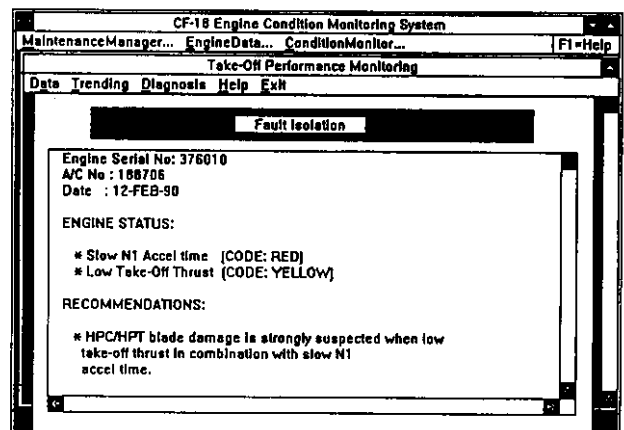 CF-18 Engine Condition Monitoring System
MaintenanceManager... EngineData... ConditionMonitor... F1=Help
Take-Off Performance Monitoring
Data Trending Diagnosis Help Exit
Fault Isolation
Engine Serial No: 376010
A/C No : 188706
Date : 12-FEB-90
ENGINE STATUS:
* Slow N1 Accel time (CODE: RED)
* Low Take-Off Thrust (CODE: YELLOW)
RECOMMENDATIONS:
* HPC/HPT blade damage is strongly suspected when low
take-off thrust in combination with slow N1
accel time.